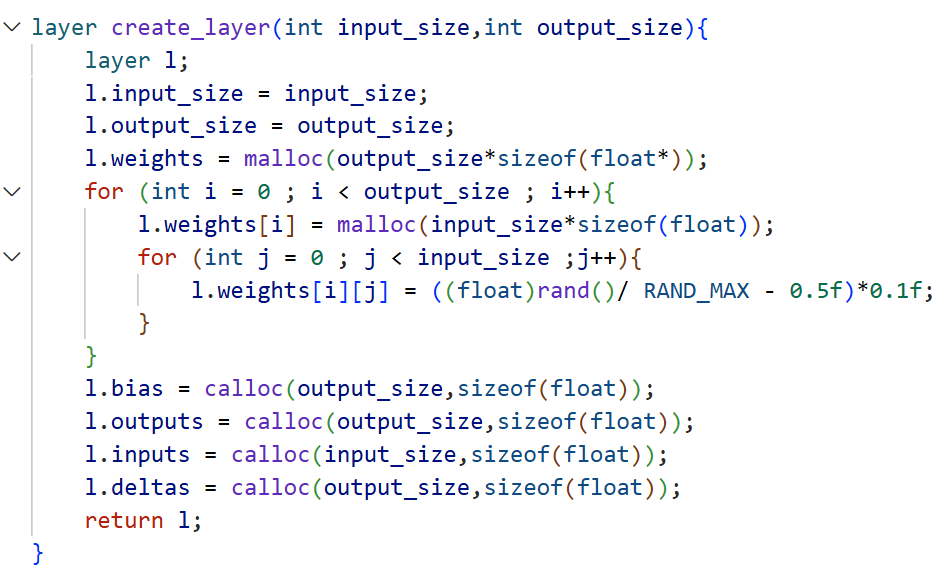 layer create_layer(int input_size,int output_size){
layer l;
l.input_size = input_size;
l.output_size = output_size;
l.weights = malloc(output_size*sizeof(float*));
for (int i = 0 ; i < output_size ; i++){
l.weights[i] = malloc(input_size*sizeof(float));
for (int j = 0 ; j < input_size ;j++){
l.weights[i][j] = ((float)rand()/ RAND_MAX - 0.5f)*0.1f;
}
}
l.bias = calloc(output_size,sizeof(float));
l.outputs = calloc(output_size,sizeof(float));
l.inputs = calloc(input_size,sizeof(float));
l.deltas = calloc(output_size,sizeof(float));
return l;
}